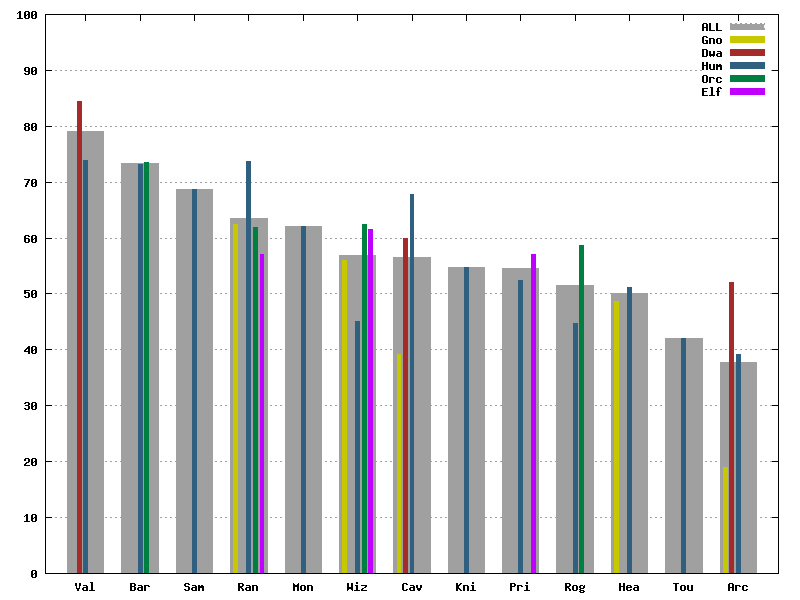 100
90
80
70
60
50
40
30
20
10
0
ALL
Gno
Dwa
Hum
Orc
Elf
Val Bar Sam Ran Mon Wiz Cav Kni Pri Rog Hea Tou Arc